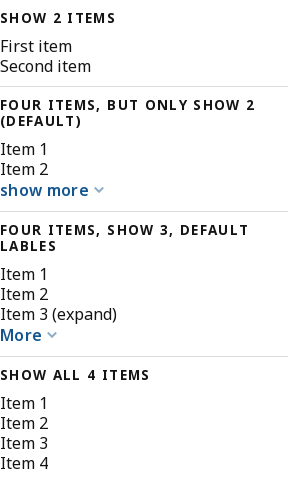 SHOW 2 ITEMS
First item
Second item
FOUR ITEMS, BUT ONLY SHOW 2
(DEFAULT)
Item 1
Item 2
show more
FOUR ITEMS, SHOW 3, DEFAULT
LABLES
Item 1
Item 2
Item 3 (expand)
More
SHOW ALL 4 ITEMS
Item 1
Item 2
Item 3
Item 4